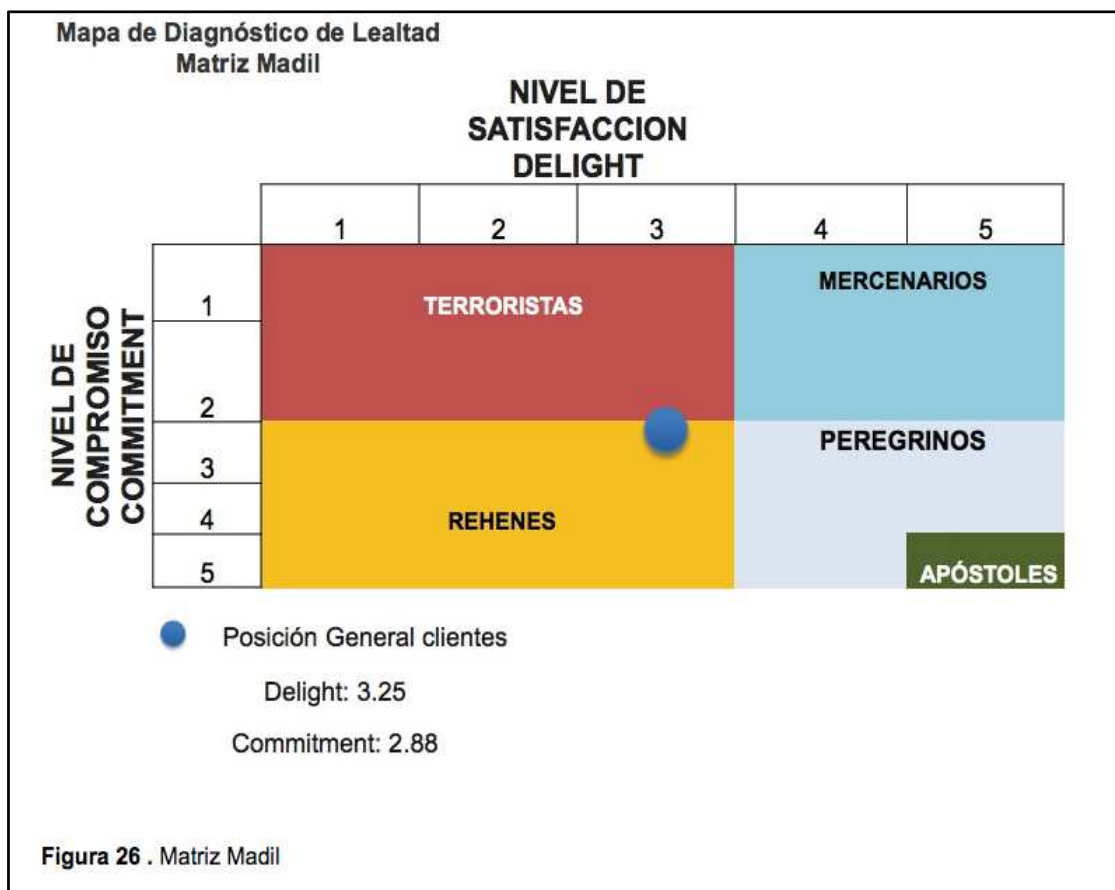 Mapa de Diagnóstico de Lealtad
Matriz Madil
NIVEL DE
SATISFACCION
DELIGHT
1 2 3 4 5
NIVEL DE
COMPROMISO
COMMITMENT
1
2
3
4
5
TERRORISTAS
MERCENARIOS
PEREGRINOS
REHENES
APÓSTOLES
Posición General clientes
Delight: 3.25
Commitment: 2.88
Figura 26 . Matriz Madil